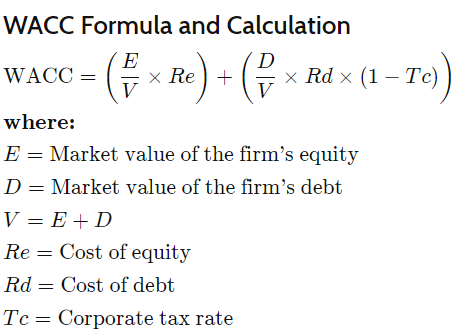 WACC Formula and Calculation
WACC = (E/V × Re) + (D/V × Rd × (1 − Tc))
where:
E = Market value of the firm's equity
D = Market value of the firm's debt
V = E + D
Re = Cost of equity
Rd = Cost of debt
Tc = Corporate tax rate